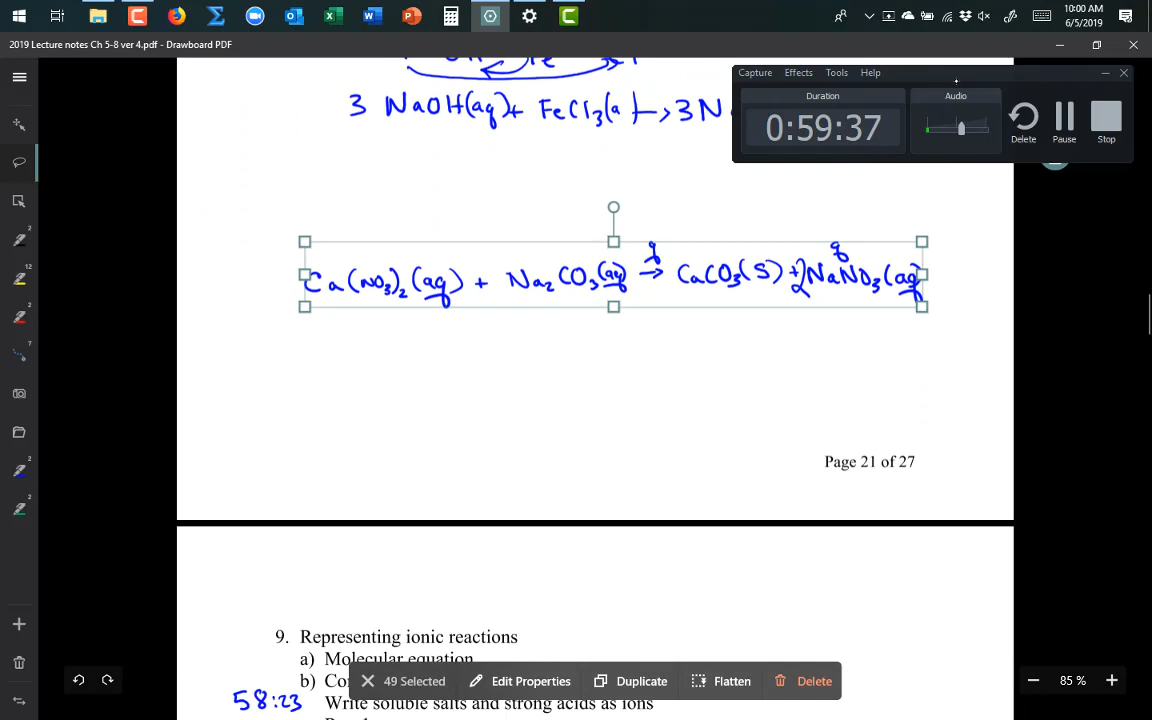 10:00 AM
6/5/2019
2019 Lecture notes Ch 5-8 ver 4.pdf - Drawboard PDF
Capture Effects Tools Help
Duration Audio
0:59:37
Delete Pause Stop
3 NaOH(aq)+ FeCl3(a → 3 N
Ca(NO3)2(aq) + Na2CO3(aq) → CaCO3(S) +2NaNO3(aq)
Page 21 of 27
9. Representing ionic reactions
a) Molecular equation
b) Co
49 Selected Edit Properties Duplicate Flatten Delete
58:23 Write soluble salts and strong acids as ions
85 %